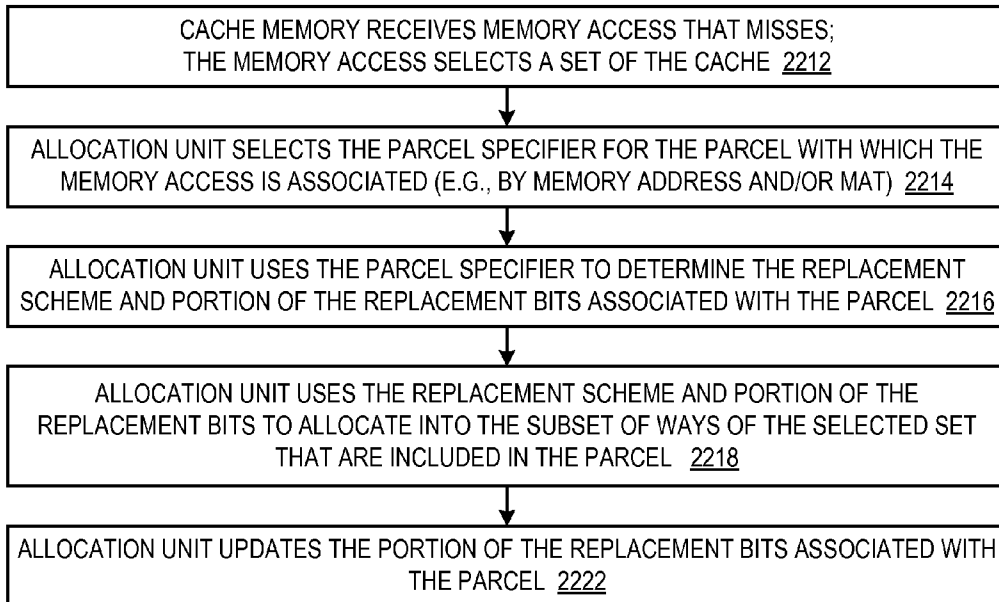 CACHE MEMORY RECEIVES MEMORY ACCESS THAT MISSES;
THE MEMORY ACCESS SELECTS A SET OF THE CACHE 2212
ALLOCATION UNIT SELECTS THE PARCEL SPECIFIER FOR THE PARCEL WITH WHICH THE
MEMORY ACCESS IS ASSOCIATED (E.G., BY MEMORY ADDRESS AND/OR MAT) 2214
ALLOCATION UNIT USES THE PARCEL SPECIFIER TO DETERMINE THE REPLACEMENT
SCHEME AND PORTION OF THE REPLACEMENT BITS ASSOCIATED WITH THE PARCEL 2216
ALLOCATION UNIT USES THE REPLACEMENT SCHEME AND PORTION OF THE
REPLACEMENT BITS TO ALLOCATE INTO THE SUBSET OF WAYS OF THE SELECTED SET
THAT ARE INCLUDED IN THE PARCEL 2218
ALLOCATION UNIT UPDATES THE PORTION OF THE REPLACEMENT BITS ASSOCIATED WITH
THE PARCEL 2222